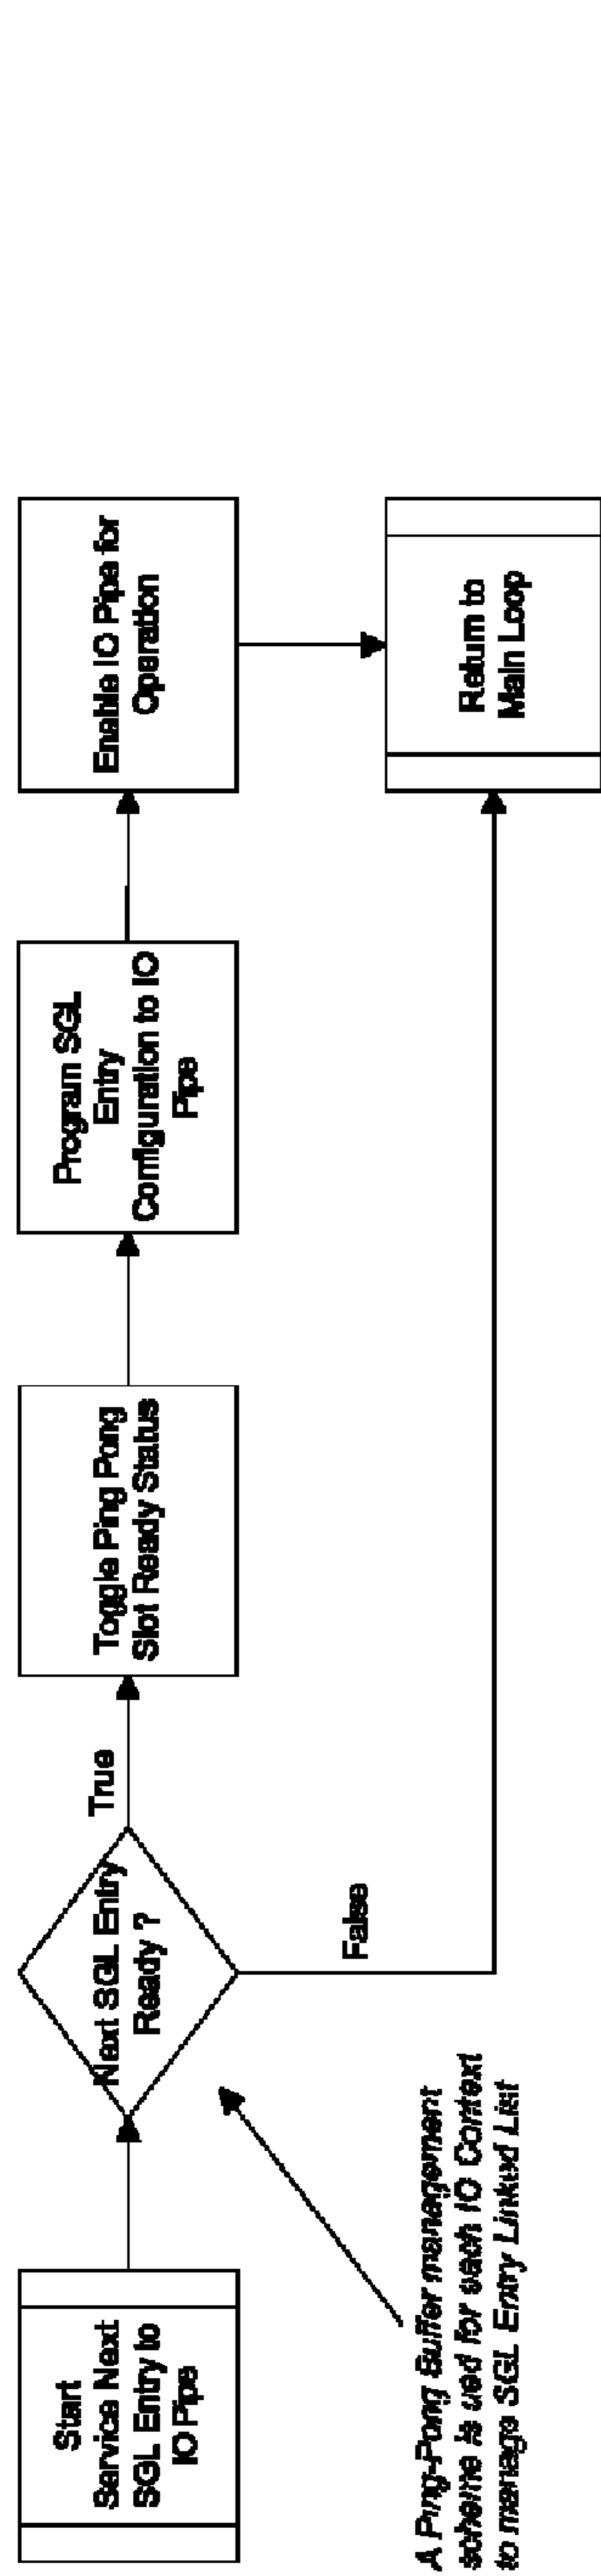 Start
Service Next
SGL Entry to
IO Pipe
Next SGL Entry
Ready ?
True
False
Toggle Ping Pong
Slot Ready Status
Program SGL
Entry
Configuration to IO
Pipe
Enable IO Pipe for
Operation
Return to
Main Loop
A Ping-Pong Buffer management
scheme is used for each IO Context
to manage SGL Entry Linked List